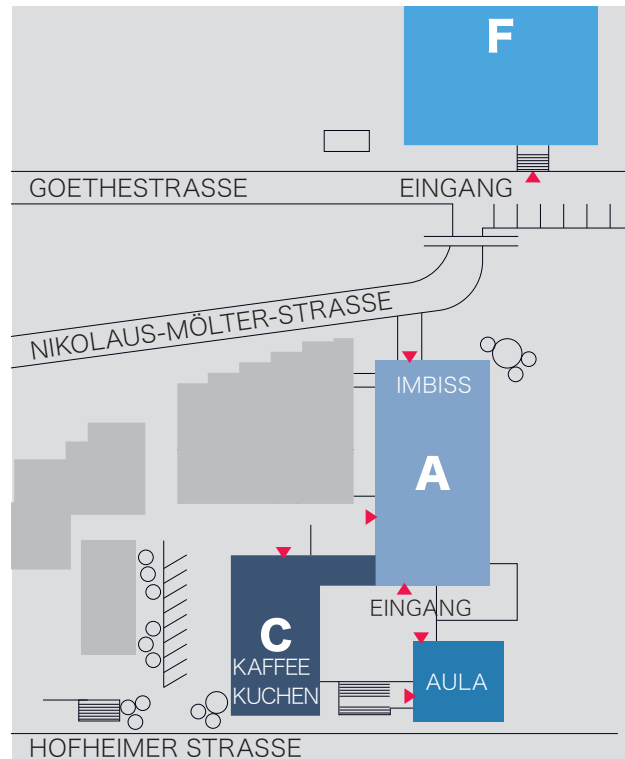 F
GOETHESTRASSE
EINGANG
NIKOLAUS-MÖLTER-STRASSE
IMBISS
A
EINGANG
C
KAFFEE
KUCHEN
AULA
HOFHEIMER STRASSE